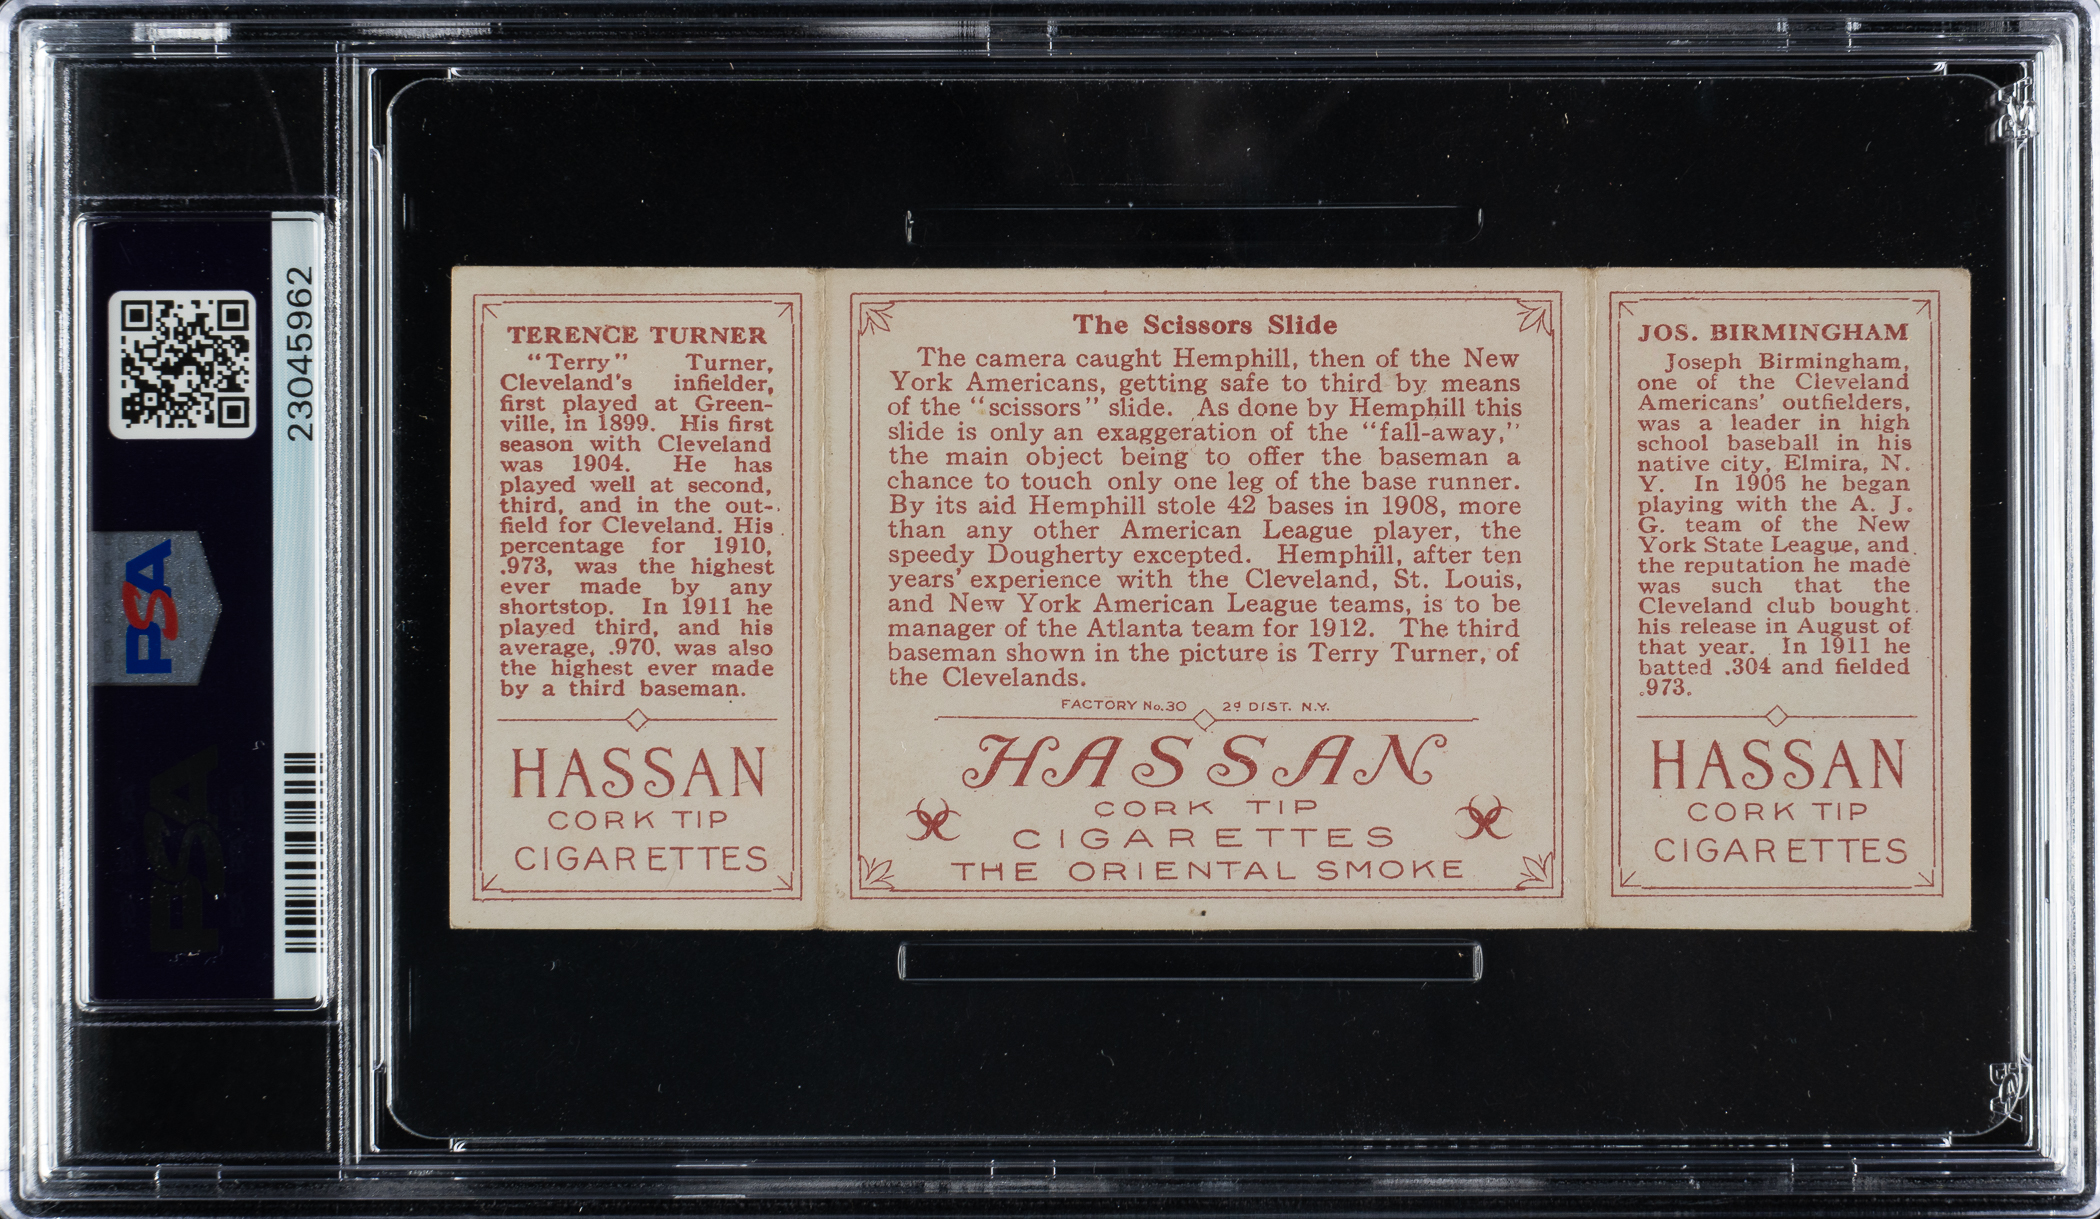 23045962
PSA
TERENCE TURNER
"Terry" Turner,
Cleveland's infielder,
first played at Green-
ville, in 1899. His first
season with Cleveland
was 1904. He has
played well at second,
third, and in the out-
field for Cleveland. His
percentage for 1910,
.973, was the highest
ever made by any
shortstop. In 1911 he
played third, and his
average, .970, was also
the highest ever made
by a third baseman.
HASSAN
CORK TIP
CIGARETTES
The Scissors Slide
The camera caught Hemphill, then of the New
York Americans, getting safe to third by means
of the "scissors" slide. As done by Hemphill this
slide is only an exaggeration of the "fall-away,"
the main object being to offer the baseman a
chance to touch only one leg of the base runner.
By its aid Hemphill stole 42 bases in 1908, more
than any other American League player, the
speedy Dougherty excepted. Hemphill, after ten
years' experience with the Cleveland, St. Louis,
and New York American League teams, is to be
manager of the Atlanta team for 1912. The third
baseman shown in the picture is Terry Turner, of
the Clevelands.
FACTORY No.30 2d DIST. N.Y.
HASSAN
CORK TIP
CIGARETTES
THE ORIENTAL SMOKE
JOS. BIRMINGHAM
Joseph Birmingham,
one of the Cleveland
Americans' outfielders,
was a leader in high
school baseball in his
native city, Elmira, N.
Y. In 1906 he began
playing with the A. J.
G. team of the New
York State League, and
the reputation he made
was such that the
Cleveland club bought
his release in August of
that year. In 1911 he
batted .304 and fielded
.973.
HASSAN
CORK TIP
CIGARETTES